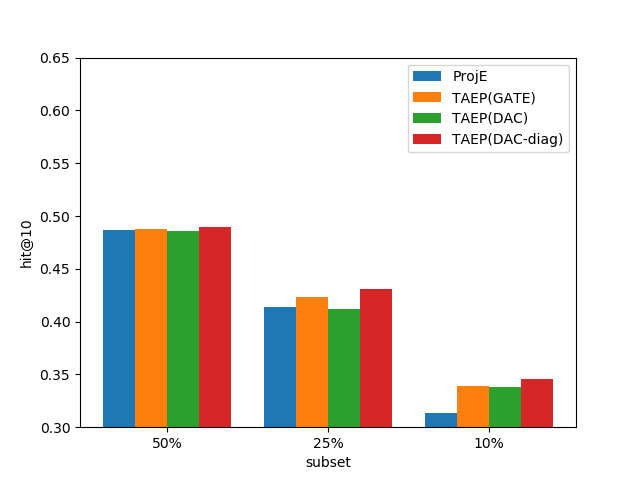 0.65
0.60
0.55
0.50
0.45
0.40
0.35
0.30
hit@10
ProjE
TAEP(GATE)
TAEP(DAC)
TAEP(DAC-diag)
50%
25%
10%
subset